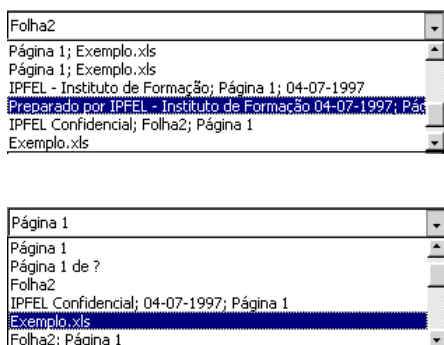 Folha2
Página 1; Exemplo.xls
Página 1; Exemplo.xls
IPFEL - Instituto de Formação; Página 1; 04-07-1997
Preparado por IPFEL - Instituto de Formação 04-07-1997; Pác
IPFEL Confidencial; Folha2; Página 1
Exemplo.xls
Página 1
Página 1
Página 1 de ?
Folha2
IPFEL Confidencial; 04-07-1997; Página 1
Exemplo.xls
Folha2; Página 1